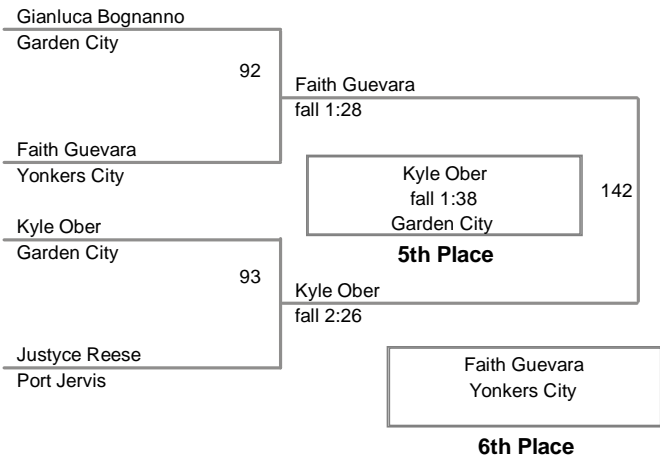 Gianluca Bognanno
Garden City
92
Faith Guevara
fall 1:28
Faith Guevara
Yonkers City
Kyle Ober
fall 1:38
Garden City
142
5th Place
Kyle Ober
Garden City
93
Kyle Ober
fall 2:26
Justyce Reese
Port Jervis
Faith Guevara
Yonkers City
6th Place